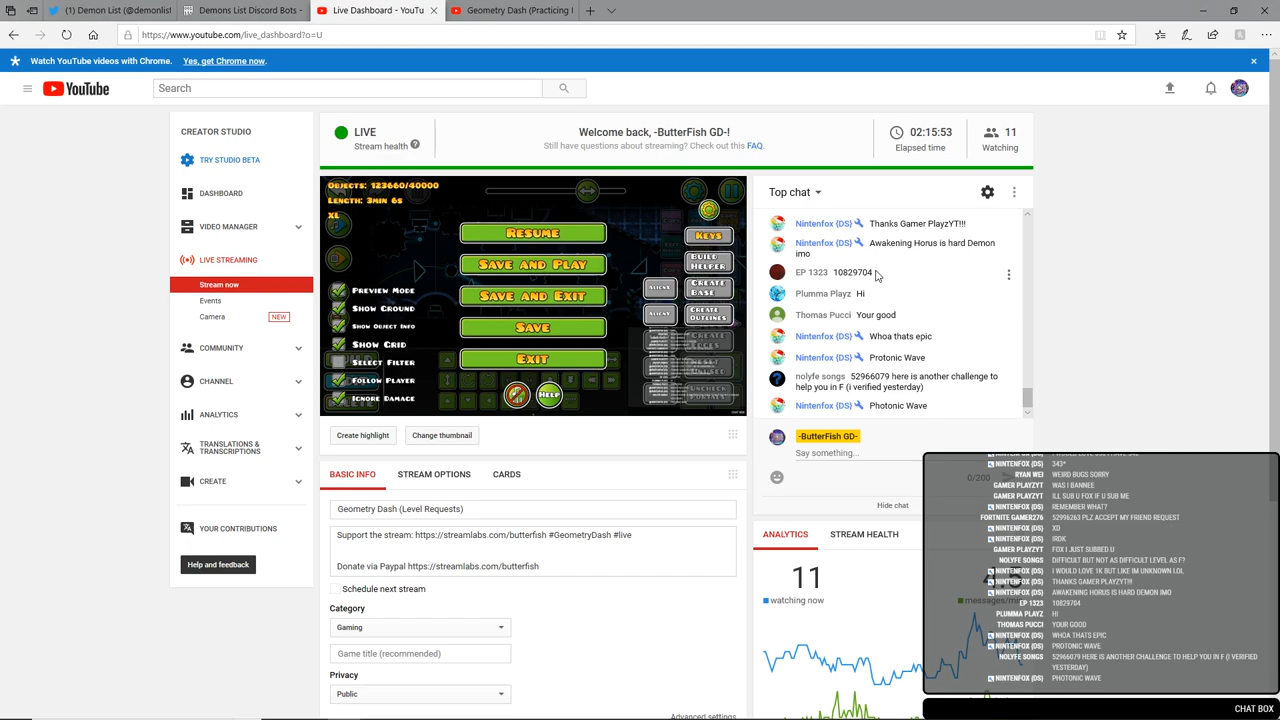 (1) Demon List (@demonlist
Demons List Discord Bots -
Live Dashboard - YouTu
Geometry Dash (Practicing I
https://www.youtube.com/live_dashboard?o=U
Watch YouTube videos with Chrome. Yes, get Chrome now.
YouTube
Search
CREATOR STUDIO
TRY STUDIO BETA
DASHBOARD
VIDEO MANAGER
LIVE STREAMING
Stream now
Events
Camera NEW
COMMUNITY
CHANNEL
ANALYTICS
TRANSLATIONS &
TRANSCRIPTIONS
CREATE
YOUR CONTRIBUTIONS
Help and feedback
LIVE
Stream health
Welcome back, -ButterFish GD-!
Still have questions about streaming? Check out this FAQ.
02:15:53
Elapsed time
11
Watching
OBJECTS: 123660/40000
LENGTH: 3MIN 6S
XL
RESUME
SAVE AND PLAY
SAVE AND EXIT
SAVE
EXIT
HELP
PREVIEW MODE
SHOW GROUND
SHOW OBJECT INFO
SHOW GRID
SELECT FILTER
FOLLOW PLAYER
IGNORE DAMAGE
KEYS
BUILD
HELPER
ALIGN X
CREATE
BASE
ALIGN Y
CREATE
OUTLINES
Create highlight
Change thumbnail
BASIC INFO
STREAM OPTIONS
CARDS
Geometry Dash (Level Requests)
Support the stream: https://streamlabs.com/butterfish #GeometryDash #live
Donate via Paypal https://streamlabs.com/butterfish
Schedule next stream
Category
Gaming
Game title (recommended)
Privacy
Public
Advanced settings
Top chat
Nintenfox {DS} Thanks Gamer PlayzYT!!!
Nintenfox {DS} Awakening Horus is hard Demon
imo
EP 1323 10829704
Plumma Playz Hi
Thomas Pucci Your good
Nintenfox {DS} Whoa thats epic
Nintenfox {DS} Protonic Wave
nolyfe songs 52966079 here is another challenge to
help you in F (i verified yesterday)
Nintenfox {DS} Photonic Wave
-ButterFish GD-
Say something...
0/200
Hide chat
ANALYTICS
STREAM HEALTH
11
watching now
messages/m
NINTENFOX {DS} 343*
RYAN WEI WEIRD BUGS SORRY
GAMER PLAYZYT WAS I BANNEE
GAMER PLAYZYT ILL SUB U FOX IF U SUB ME
NINTENFOX {DS} REMEMBER WHAT?
FORTNITE GAMER276 52996263 PLZ ACCEPT MY FRIEND REQUEST
NINTENFOX {DS} XD
NINTENFOX {DS} IRDK
GAMER PLAYZYT FOX I JUST SUBBED U
NOLYFE SONGS DIFFICULT BUT NOT AS DIFFICULT LEVEL AS F?
NINTENFOX {DS} I WOULD LOVE 1K BUT LIKE IM UNKNOWN LOL
NINTENFOX {DS} THANKS GAMER PLAYZYT!!!
NINTENFOX {DS} AWAKENING HORUS IS HARD DEMON IMO
EP 1323 10829704
PLUMMA PLAYZ HI
THOMAS PUCCI YOUR GOOD
NINTENFOX {DS} WHOA THATS EPIC
NINTENFOX {DS} PROTONIC WAVE
NOLYFE SONGS 52966079 HERE IS ANOTHER CHALLENGE TO HELP YOU IN F (I VERIFIED
YESTERDAY)
NINTENFOX {DS} PHOTONIC WAVE
CHAT BOX